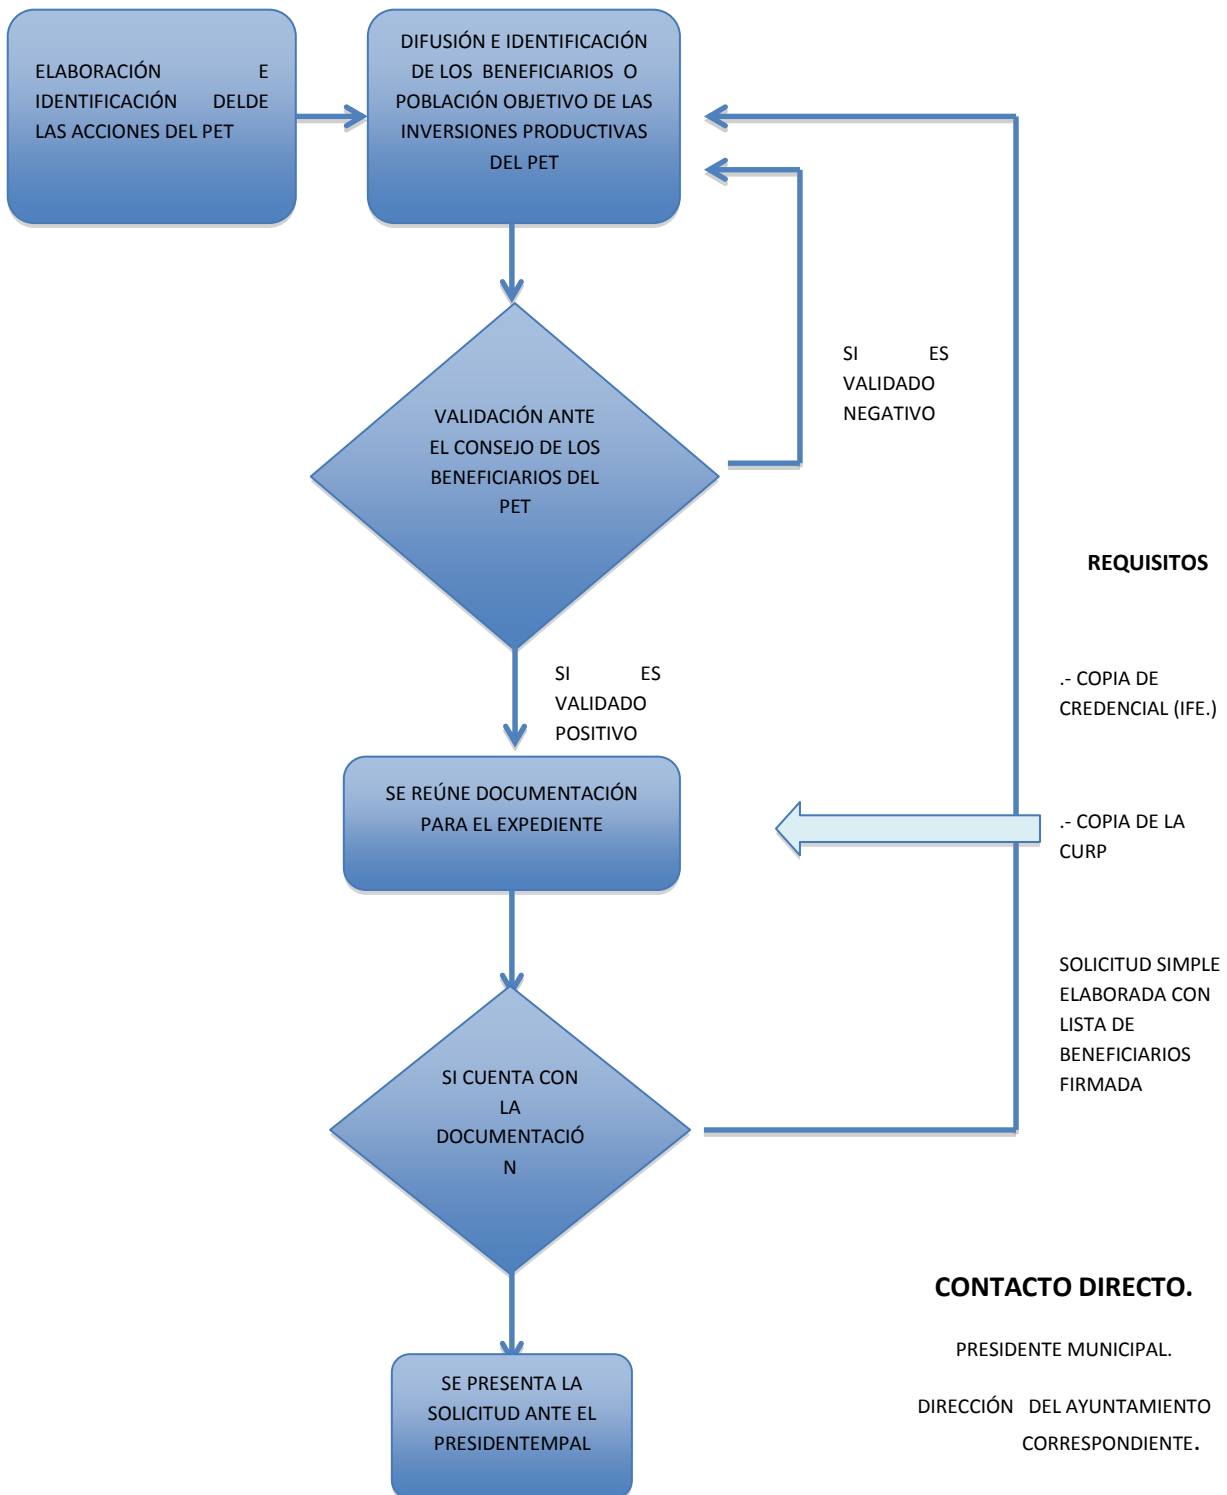 ELABORACIÓN E
IDENTIFICACIÓN DELDE
LAS ACCIONES DEL PET
DIFUSIÓN E IDENTIFICACIÓN
DE LOS BENEFICIARIOS O
POBLACIÓN OBJETIVO DE LAS
INVERSIONES PRODUCTIVAS
DEL PET
SI ES
VALIDADO
NEGATIVO
VALIDACIÓN ANTE
EL CONSEJO DE LOS
BENEFICIARIOS DEL
PET
REQUISITOS
SI ES
VALIDADO
POSITIVO
.- COPIA DE
CREDENCIAL (IFE.)
SE REÚNE DOCUMENTACIÓN
PARA EL EXPEDIENTE
.- COPIA DE LA
CURP
SOLICITUD SIMPLE
ELABORADA CON
LISTA DE
BENEFICIARIOS
FIRMADA
SI CUENTA CON
LA
DOCUMENTACIÓ
N
CONTACTO DIRECTO.
PRESIDENTE MUNICIPAL.
DIRECCIÓN DEL AYUNTAMIENTO
CORRESPONDIENTE.
SE PRESENTA LA
SOLICITUD ANTE EL
PRESIDENTEMPAL